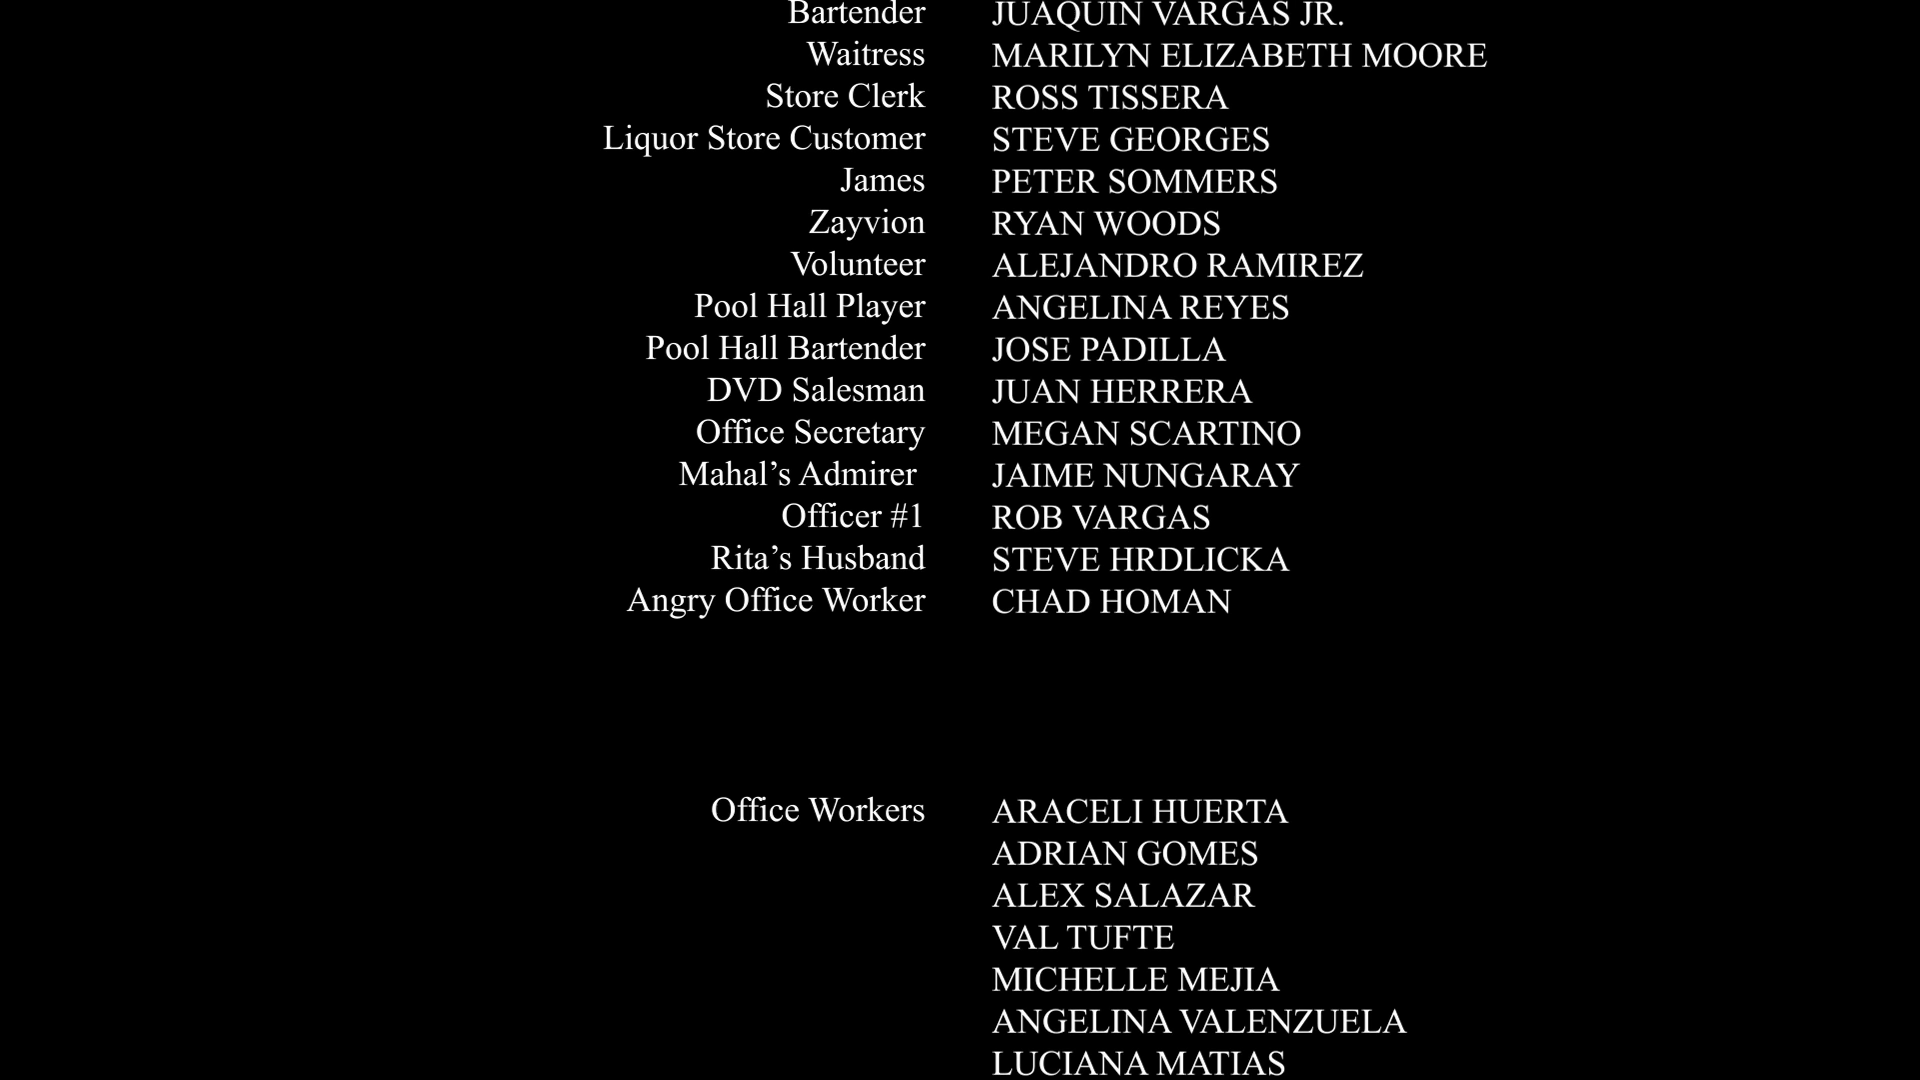 Bartender JUAQUIN VARGAS JR.
Waitress MARILYN ELIZABETH MOORE
Store Clerk ROSS TISSERA
Liquor Store Customer STEVE GEORGES
James PETER SOMMERS
Zayvion RYAN WOODS
Volunteer ALEJANDRO RAMIREZ
Pool Hall Player ANGELINA REYES
Pool Hall Bartender JOSE PADILLA
DVD Salesman JUAN HERRERA
Office Secretary MEGAN SCARTINO
Mahal’s Admirer JAIME NUNGARAY
Officer #1 ROB VARGAS
Rita’s Husband STEVE HRDLICKA
Angry Office Worker CHAD HOMAN
Office Workers ARACELI HUERTA
ADRIAN GOMES
ALEX SALAZAR
VAL TUFTE
MICHELLE MEJIA
ANGELINA VALENZUELA
LUCIANA MATIAS